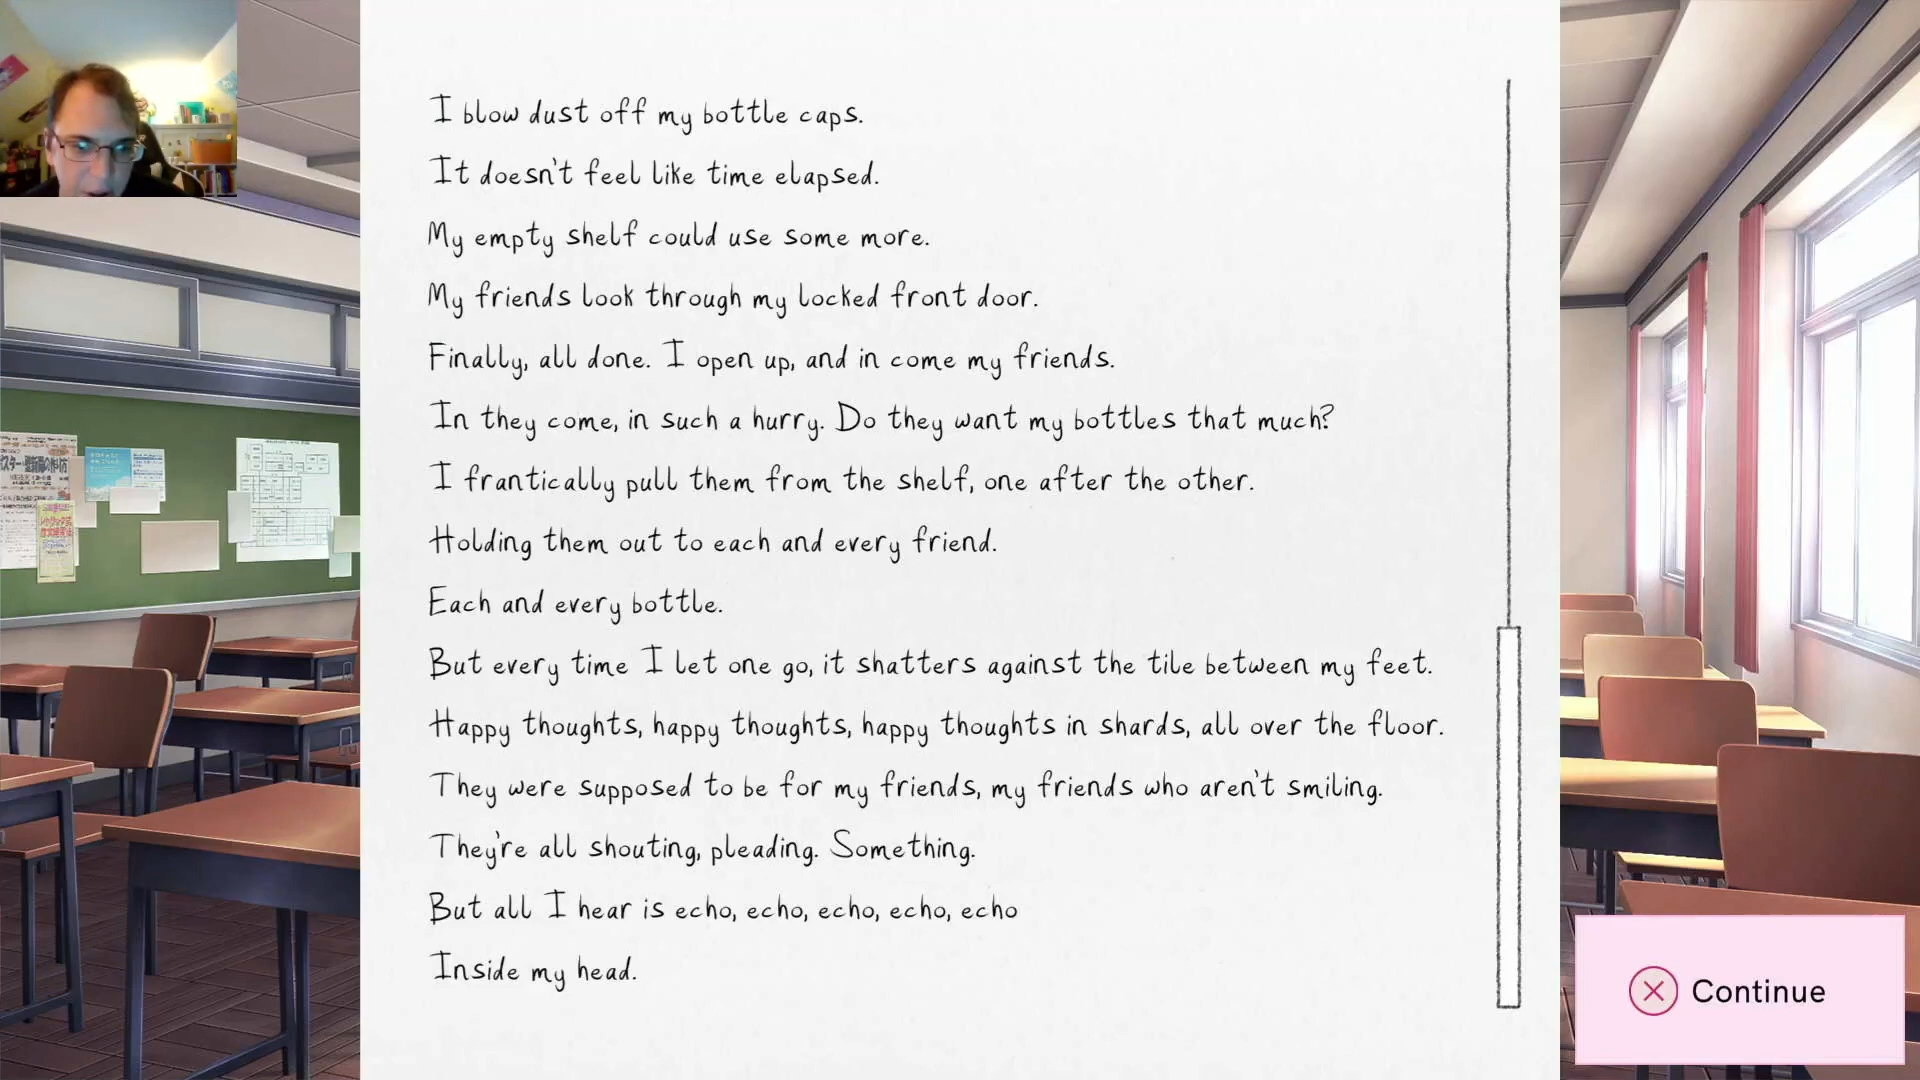 I blow dust off my bottle caps.
It doesn't feel like time elapsed.
My empty shelf could use some more.
My friends look through my locked front door.
Finally, all done. I open up, and in come my friends.
In they come, in such a hurry. Do they want my bottles that much?
I frantically pull them from the shelf, one after the other.
Holding them out to each and every friend.
Each and every bottle.
But every time I let one go, it shatters against the tile between my feet.
Happy thoughts, happy thoughts, happy thoughts in shards, all over the floor.
They were supposed to be for my friends, my friends who aren't smiling.
They're all shouting, pleading. Something.
But all I hear is echo, echo, echo, echo, echo
Inside my head.
Continue